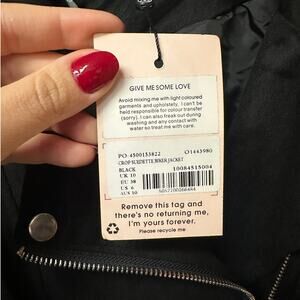 GIVE ME SOME LOVE
Avoid mixing me with light coloured
garments and upholstely. I can't be
held responsible for colour transfer
(sorry). I can also freak out during
washing and any contact with
water so treat me with care.
PO: 4500153822 O1443980
CROP SUEDETTE BIKER JACKET
BLACK 10084515004
UK 10
EU 38
US 6
AUS 10
Remove this tag and
there's no returning me,
I'm yours forever.
Please recycle me